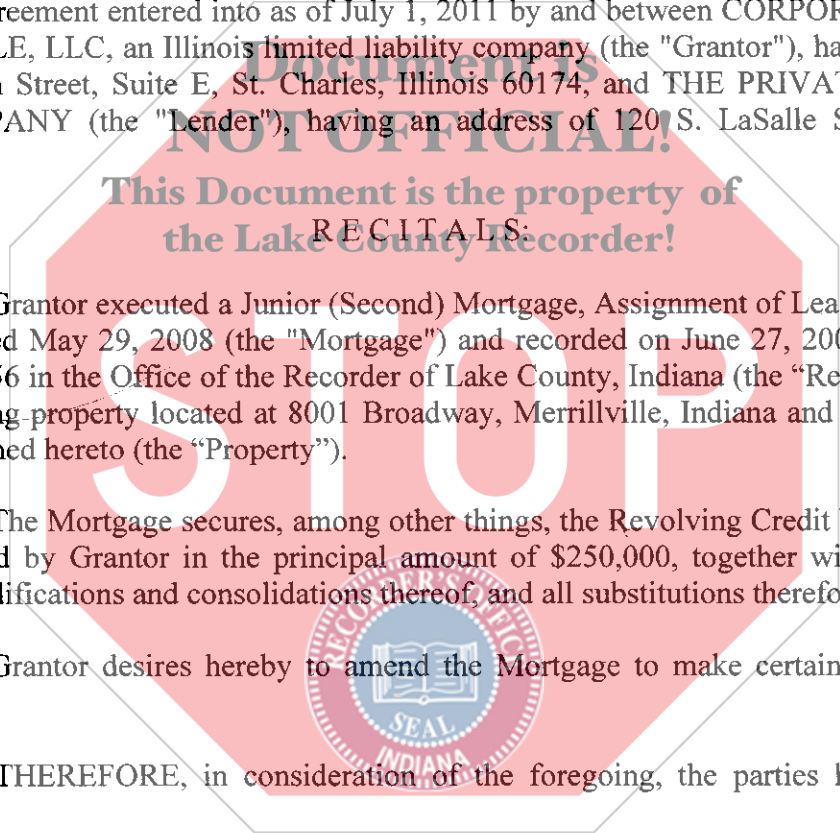 reement entered into as of July 1, 2011 by and between CORPOR
LE, LLC, an Illinois limited liability company (the "Grantor"), ha
Document is
Street, Suite E, St. Charles, Illinois 60174, and THE PRIVA
PANY (the "Lender"), having an address of 120 S. LaSalle S
NOT OFFICIAL!
This Document is the property of
RECITALS:
the Lake County Recorder!
Grantor executed a Junior (Second) Mortgage, Assignment of Lea
ed May 29, 2008 (the "Mortgage") and recorded on June 27, 200
6 in the Office of the Recorder of Lake County, Indiana (the “Re
ng property located at 8001 Broadway, Merrillville, Indiana and
hed hereto (the “Property”).
STOP
The Mortgage secures, among other things, the Revolving Credit
d by Grantor in the principal amount of $250,000, together wi
lifications and consolidations thereof, and all substitutions therefo
Grantor desires hereby to amend the Mortgage to make certain
RECORDER'S OFFICE
SEAL
INDIANA
THEREFORE, in consideration of the foregoing, the parties h